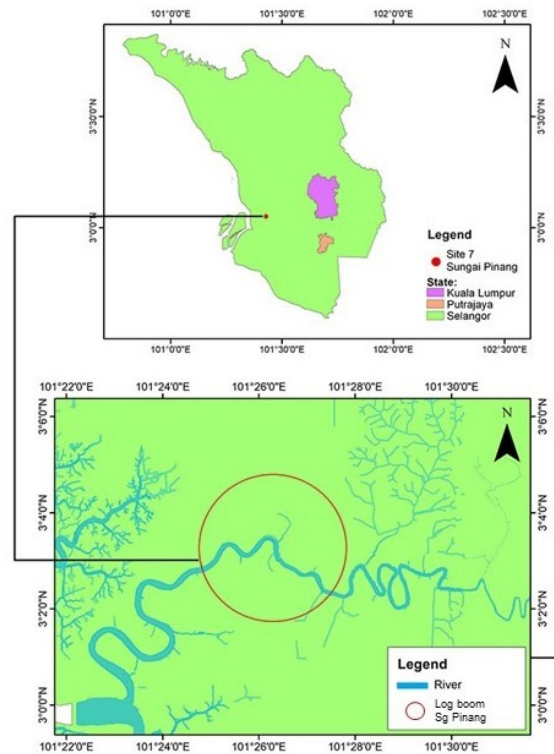 101°0'0"E 101°30'0"E 102°0'0"E 102°30'0"E
N
3°30'0"N 3°30'0"N
3°0'0"N 3°0'0"N
Legend
Site 7
Sungai Pinang
State:
Kuala Lumpur
Putrajaya
Selangor
101°0'0"E 101°30'0"E 102°0'0"E 102°30'0"E
101°22'0"E 101°24'0"E 101°26'0"E 101°28'0"E 101°30'0"E
3°6'0"N 3°6'0"N
N
3°4'0"N 3°4'0"N
3°2'0"N 3°2'0"N
Legend
River
Log boom
Sg Pinang
3°0'0"N 3°0'0"N
101°22'0"E 101°24'0"E 101°26'0"E 101°28'0"E 101°30'0"E